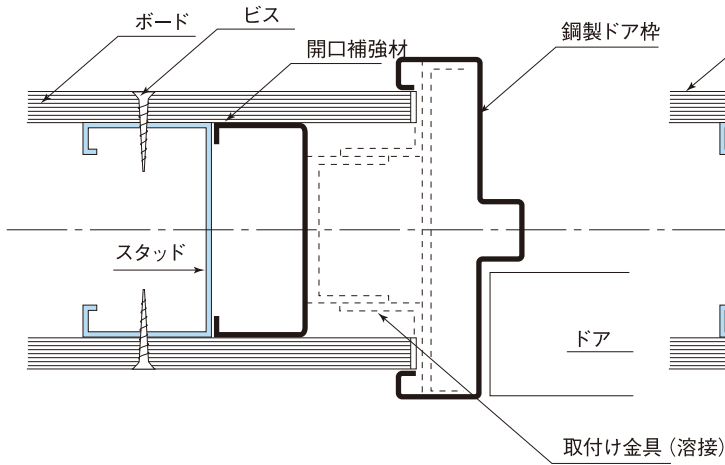 ボード
ビス
開口補強材
鋼製ドア枠
スタッド
ドア
取付け金具（溶接）